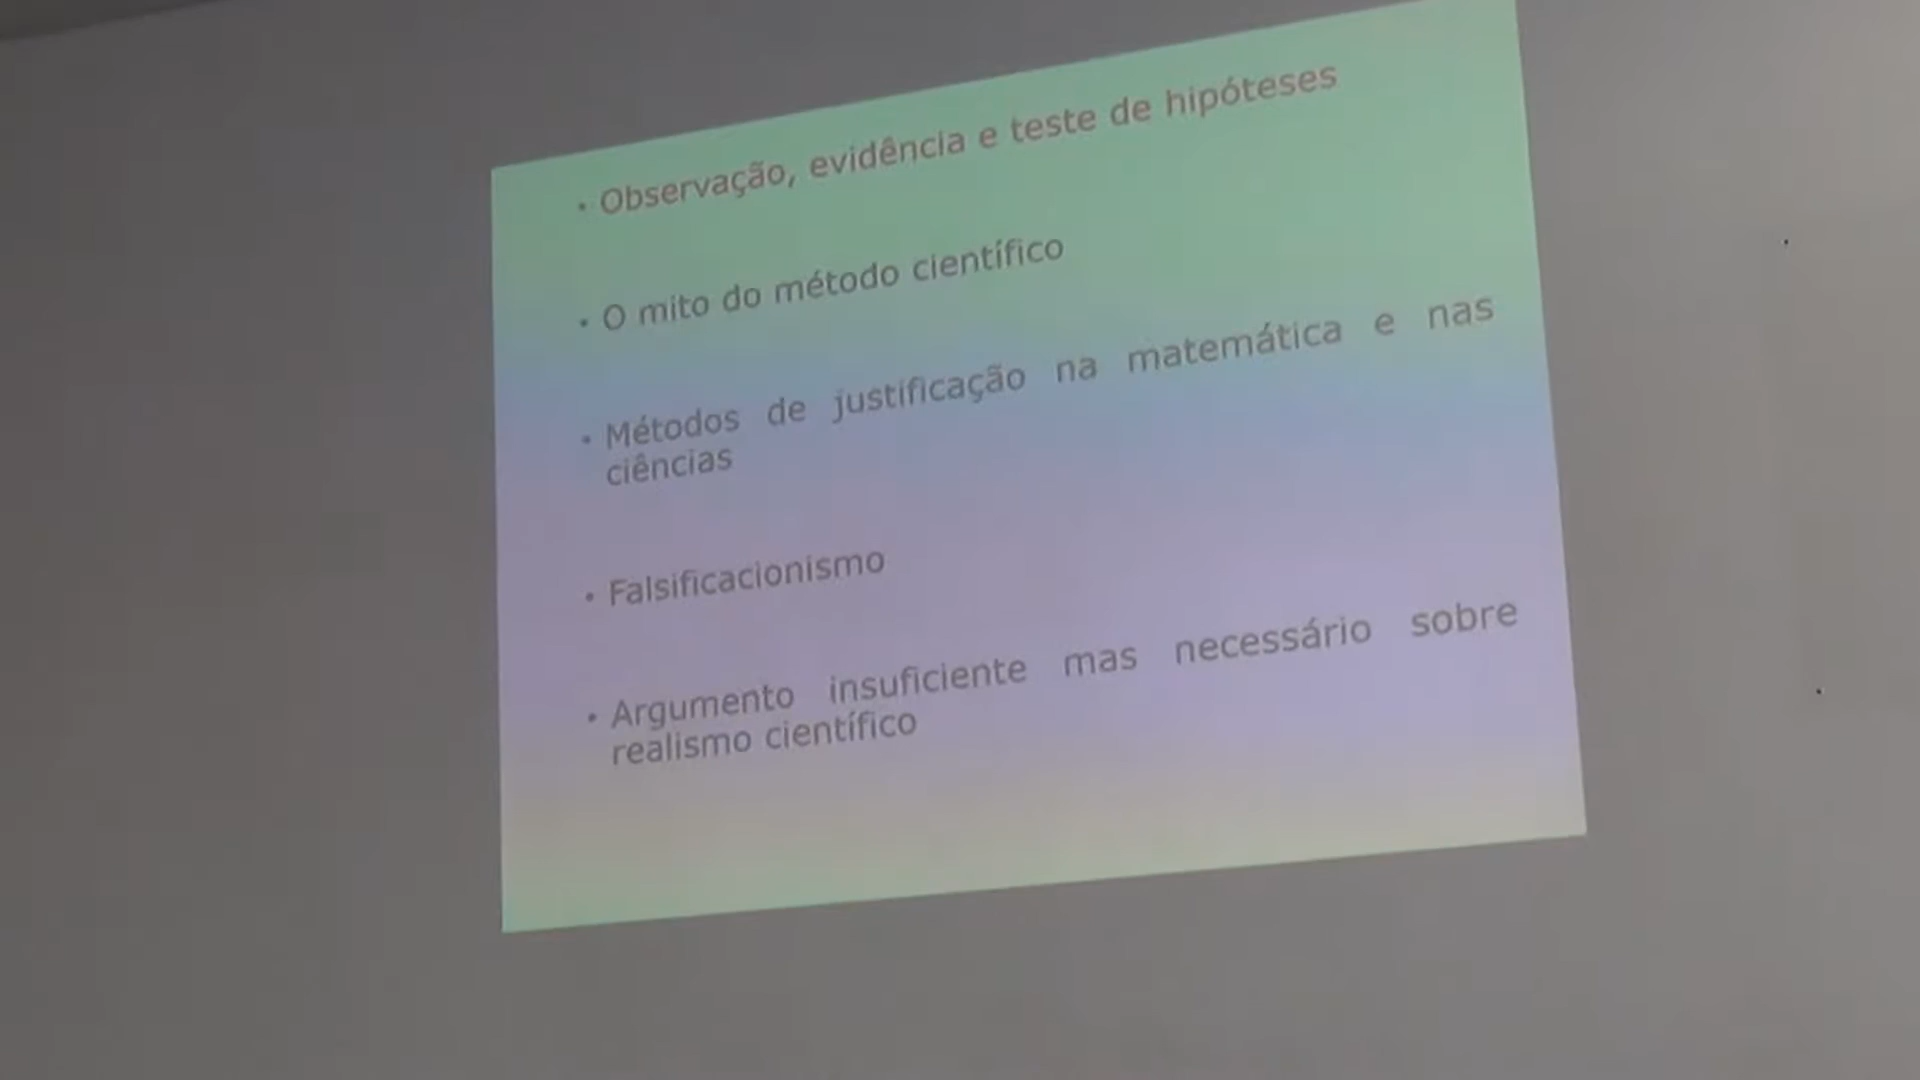 • Observação, evidência e teste de hipóteses
• O mito do método científico
• Métodos de justificação na matemática e nas
ciências
• Falsificacionismo
• Argumento insuficiente mas necessário sobre
realismo científico